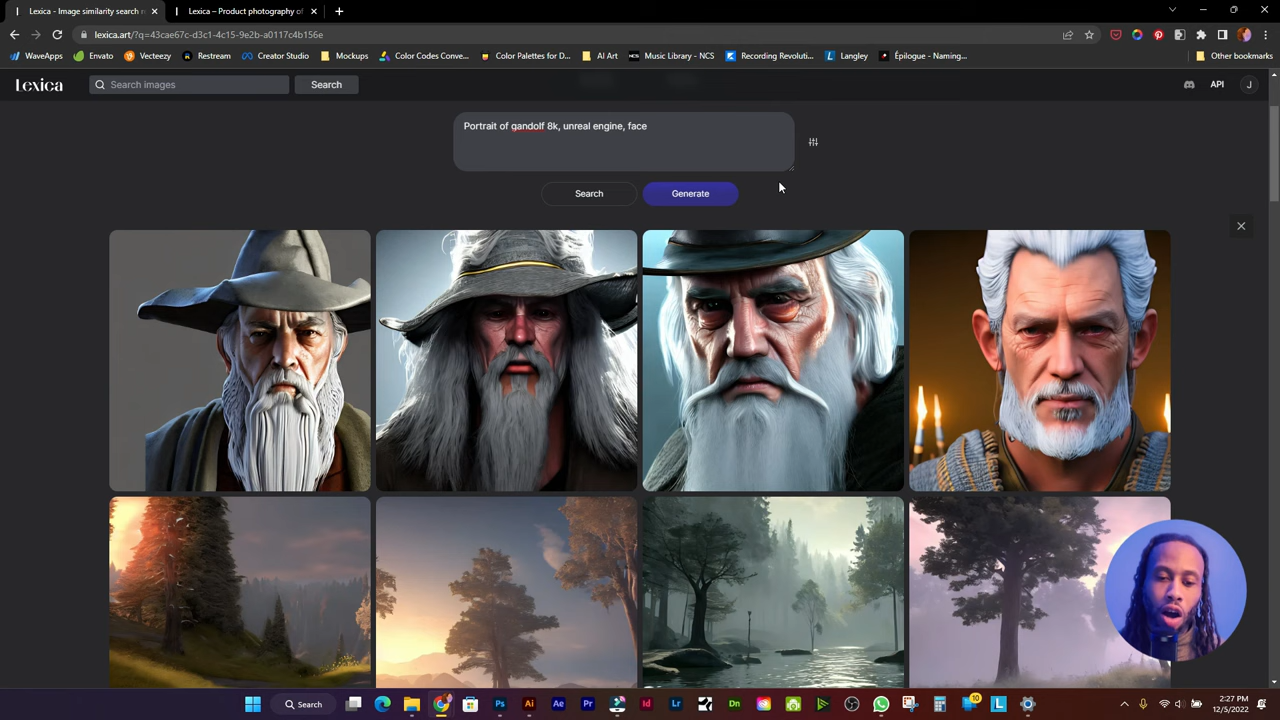 Lexica - Image similarity search r
Lexica – Product photography of
lexica.art/?q=43cae67c-d3c1-4c15-9e2b-a0117c4b156e
WaveApps
Envato
Vecteezy
Restream
Creator Studio
Mockups
Color Codes Conve...
Color Palettes for D...
AI Art
Music Library - NCS
Recording Revoluti...
Langley
Épilogue - Naming...
Other bookmarks
Lexica
Search images
Search
API
J
Portrait of gandolf 8k, unreal engine, face
Search
Generate
Search
10
2:27 PM
12/5/2022